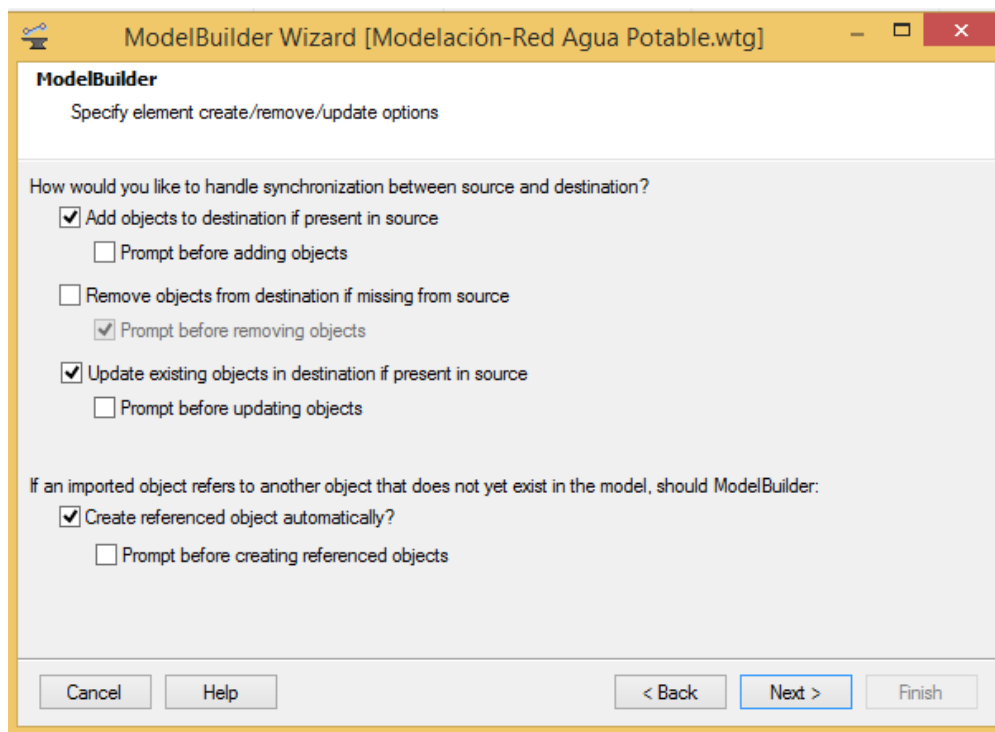 ModelBuilder Wizard [Modelación-Red Agua Potable.wtg]
ModelBuilder
Specify element create/remove/update options
How would you like to handle synchronization between source and destination?
Add objects to destination if present in source
Prompt before adding objects
Remove objects from destination if missing from source
Prompt before removing objects
Update existing objects in destination if present in source
Prompt before updating objects
If an imported object refers to another object that does not yet exist in the model, should ModelBuilder:
Create referenced object automatically?
Prompt before creating referenced objects
Cancel Help < Back Next > Finish